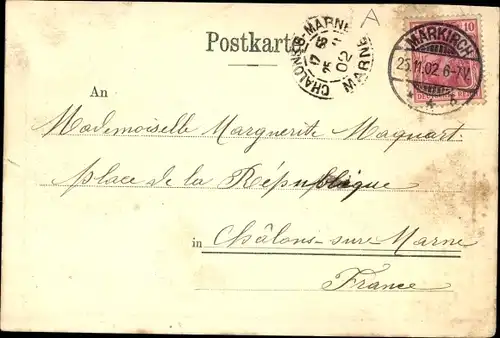 Postkarte
CHALONS-S-MARNE
02
MARNE
A
10
MARKIRCH
25.11.02 6-7V.
An
Mademoiselle Marguerite Maquart
place de la République
in Châlons-sur-Marne
France